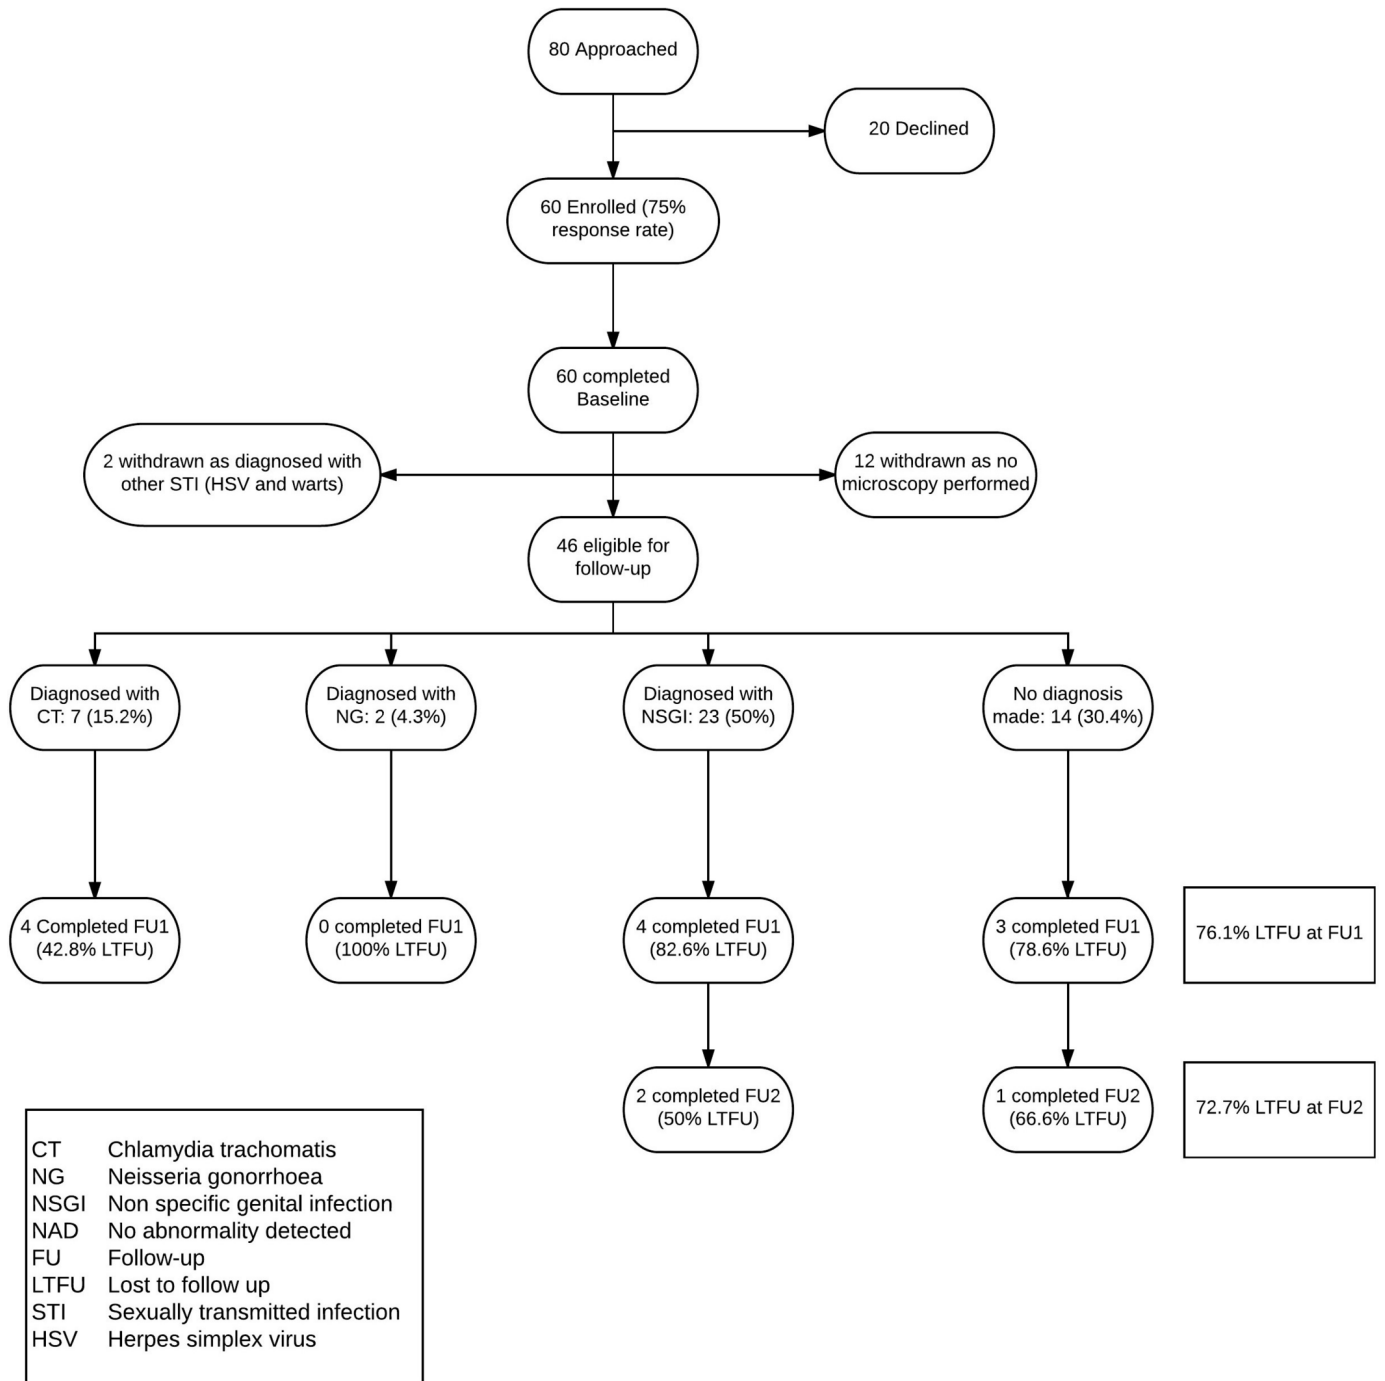 80 Approached
20 Declined
60 Enrolled (75%
response rate)
60 completed
Baseline
2 withdrawn as diagnosed with
other STI (HSV and warts)
12 withdrawn as no
microscopy performed
46 eligible for
follow-up
Diagnosed with
CT: 7 (15.2%)
Diagnosed with
NG: 2 (4.3%)
Diagnosed with
NSGI: 23 (50%)
No diagnosis
made: 14 (30.4%)
4 Completed FU1
(42.8% LTFU)
0 completed FU1
(100% LTFU)
4 completed FU1
(82.6% LTFU)
3 completed FU1
(78.6% LTFU)
76.1% LTFU at FU1
2 completed FU2
(50% LTFU)
1 completed FU2
(66.6% LTFU)
72.7% LTFU at FU2
CT Chlamydia trachomatis
NG Neisseria gonorrhoea
NSGI Non specific genital infection
NAD No abnormality detected
FU Follow-up
LTFU Lost to follow up
STI Sexually transmitted infection
HSV Herpes simplex virus